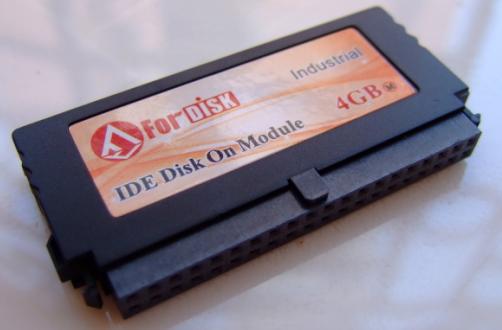 Industrial
ForDISK
4GB M
IDE Disk On Module